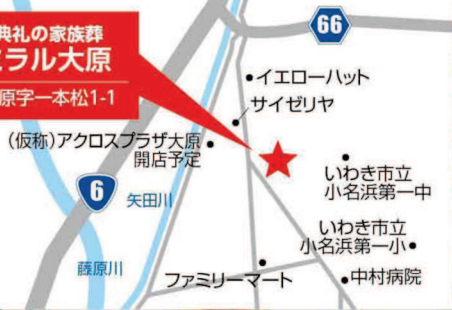 典礼の家族葬
ミラル大原
原字一本松1-1
66
イエローハット
サイゼリヤ
(仮称)アクロスプラザ大原
開店予定
いわき市立
小名浜第一中
6
矢田川
いわき市立
小名浜第一小
藤原川
ファミリーマート
中村病院